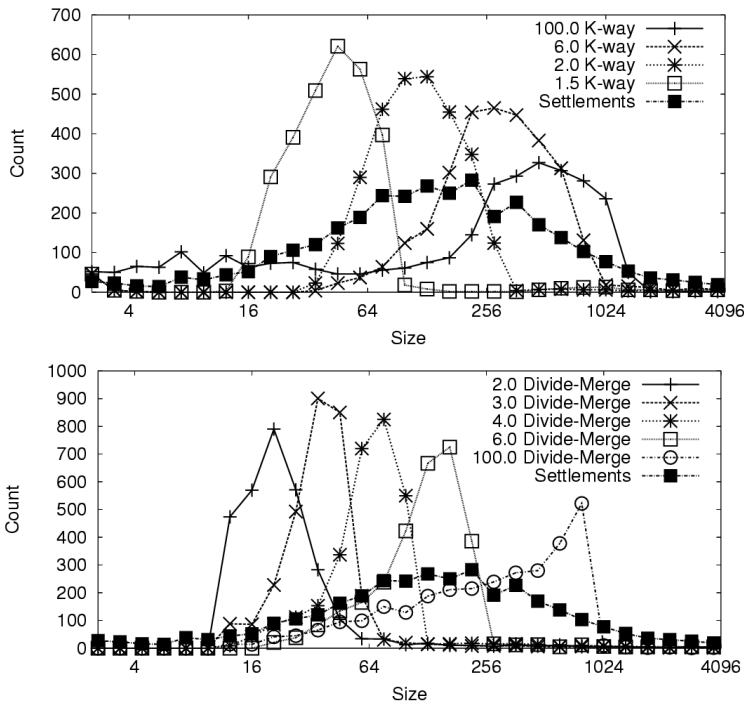 700
600
500
400
300
200
100
0
Count
4 16 64 256 1024 4096
Size
100.0 K-way
6.0 K-way
2.0 K-way
1.5 K-way
Settlements
1000
900
800
700
600
500
400
300
200
100
0
Count
4 16 64 256 1024 4096
Size
2.0 Divide-Merge
3.0 Divide-Merge
4.0 Divide-Merge
6.0 Divide-Merge
100.0 Divide-Merge
Settlements